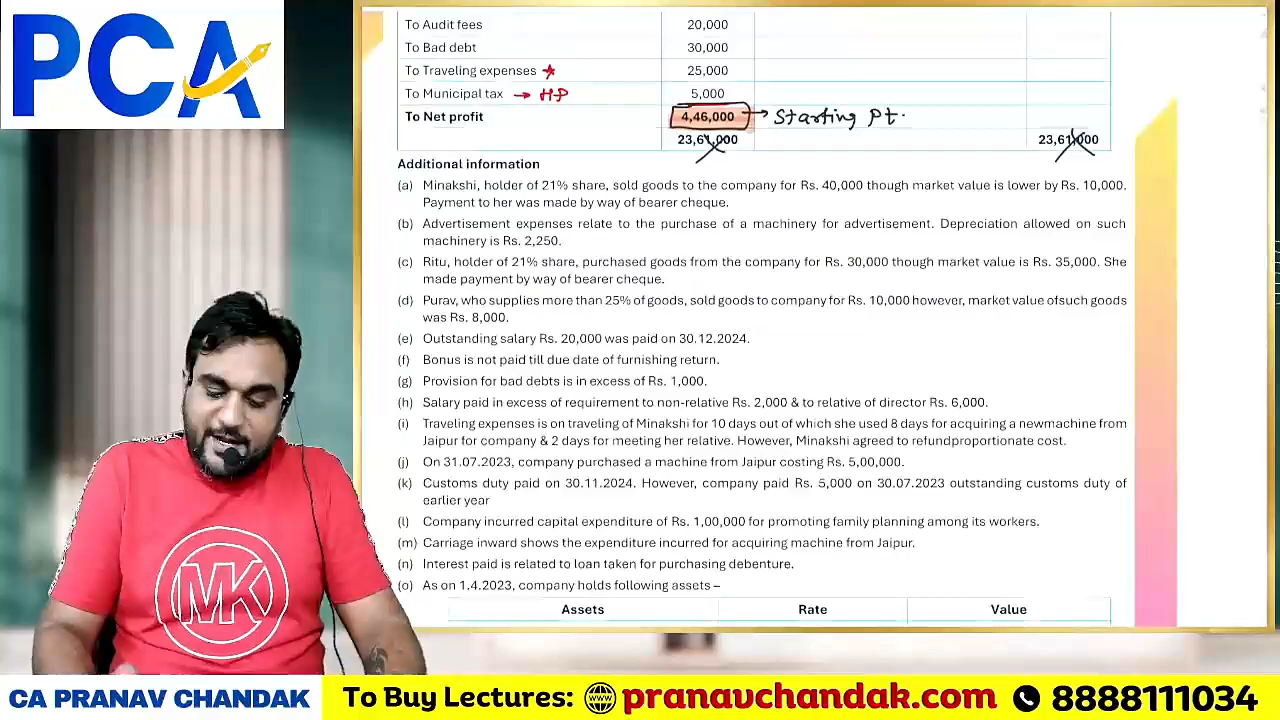 PCA
To Audit fees 20,000
To Bad debt 30,000
To Traveling expenses ★ 25,000
To Municipal tax → HP 5,000
To Net profit 4,46,000 → Starting Pt.
23,61,000 23,61,000
Additional information
(a) Minakshi, holder of 21% share, sold goods to the company for Rs. 40,000 though market value is lower by Rs. 10,000.
Payment to her was made by way of bearer cheque.
(b) Advertisement expenses relate to the purchase of a machinery for advertisement. Depreciation allowed on such
machinery is Rs. 2,250.
(c) Ritu, holder of 21% share, purchased goods from the company for Rs. 30,000 though market value is Rs. 35,000. She
made payment by way of bearer cheque.
(d) Purav, who supplies more than 25% of goods, sold goods to company for Rs. 10,000 however, market value ofsuch goods
was Rs. 8,000.
(e) Outstanding salary Rs. 20,000 was paid on 30.12.2024.
(f) Bonus is not paid till due date of furnishing return.
(g) Provision for bad debts is in excess of Rs. 1,000.
(h) Salary paid in excess of requirement to non-relative Rs. 2,000 & to relative of director Rs. 6,000.
(i) Traveling expenses is on traveling of Minakshi for 10 days out of which she used 8 days for acquiring a newmachine from
Jaipur for company & 2 days for meeting her relative. However, Minakshi agreed to refundproportionate cost.
(j) On 31.07.2023, company purchased a machine from Jaipur costing Rs. 5,00,000.
(k) Customs duty paid on 30.11.2024. However, company paid Rs. 5,000 on 30.07.2023 outstanding customs duty of
earlier year
(l) Company incurred capital expenditure of Rs. 1,00,000 for promoting family planning among its workers.
(m) Carriage inward shows the expenditure incurred for acquiring machine from Jaipur.
(n) Interest paid is related to loan taken for purchasing debenture.
(o) As on 1.4.2023, company holds following assets –
Assets Rate Value
MK
CA PRANAV CHANDAK To Buy Lectures: pranavchandak.com 8888111034